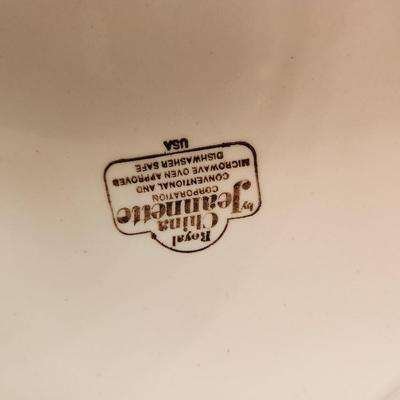 Royal
China
by Jeannette
CORPORATION
CONVENTIONAL AND
MICROWAVE OVEN APPROVED
DISHWASHER SAFE
USA